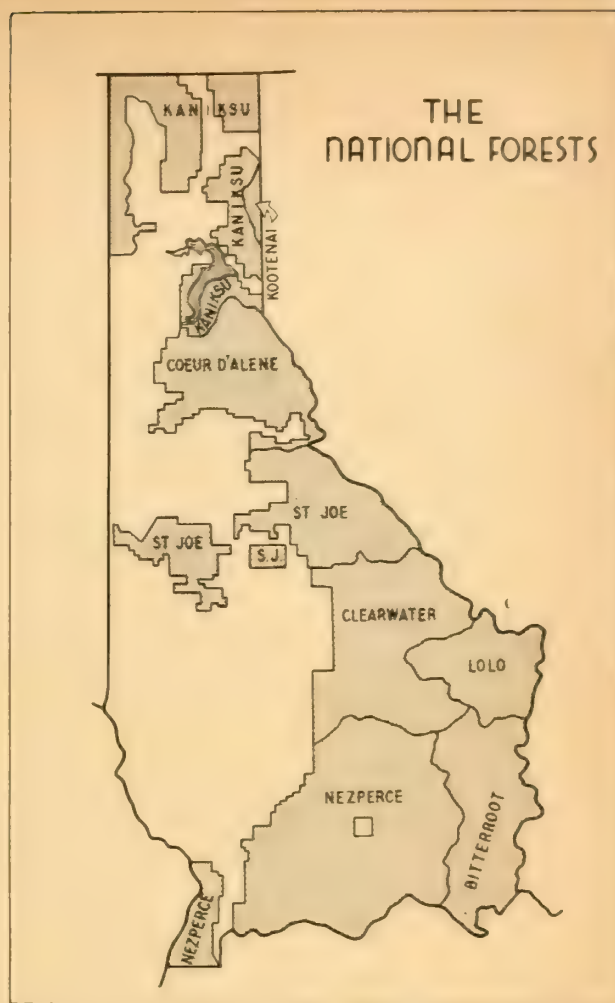 THE
NATIONAL FORESTS
KANIKSU
KANIKSU
KOOTENAI
KANIKSU
COEUR D'ALENE
ST JOE
ST JOE
S.J.
CLEARWATER
LOLO
NEZPERCE
BITTERROOT
NEZPERCE